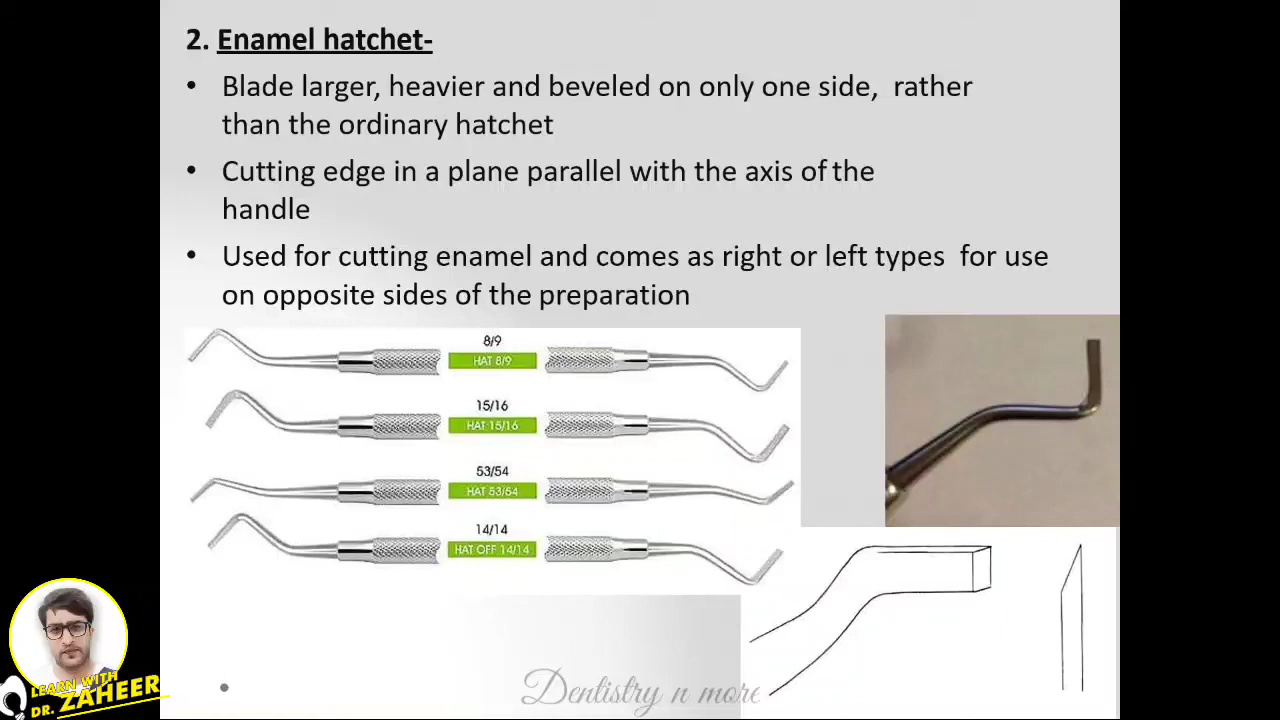 2. Enamel hatchet-
• Blade larger, heavier and beveled on only one side, rather
than the ordinary hatchet
• Cutting edge in a plane parallel with the axis of the
handle
• Used for cutting enamel and comes as right or left types for use
on opposite sides of the preparation
8/9
HAT 8/9
15/16
HAT 15/16
53/54
HAT 53/54
14/14
HAT OFF 14/14
LEARN WITH
DR. ZAHEER
Dentistry n more